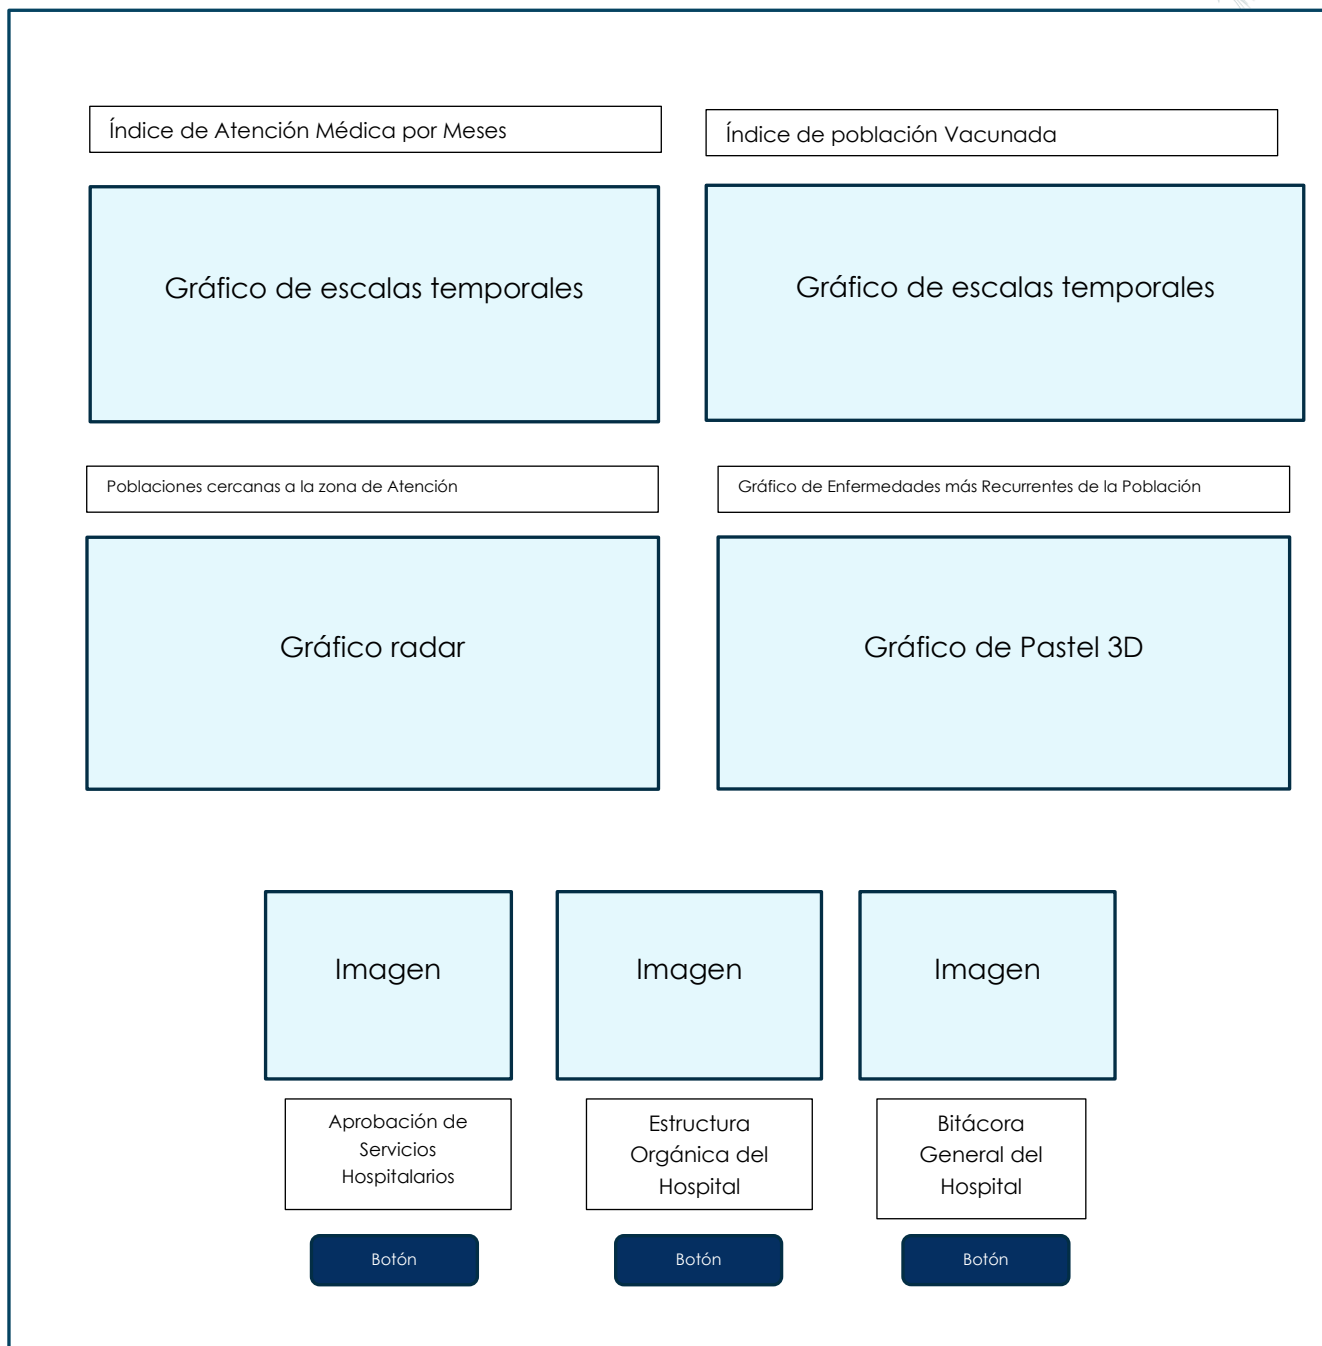 Índice de Atención Médica por Meses
Índice de población Vacunada
Gráfico de escalas temporales
Gráfico de escalas temporales
Poblaciones cercanas a la zona de Atención
Gráfico de Enfermedades más Recurrentes de la Población
Gráfico radar
Gráfico de Pastel 3D
Imagen
Imagen
Imagen
Aprobación de
Servicios
Hospitalarios
Estructura
Orgánica del
Hospital
Bitácora
General del
Hospital
Botón
Botón
Botón